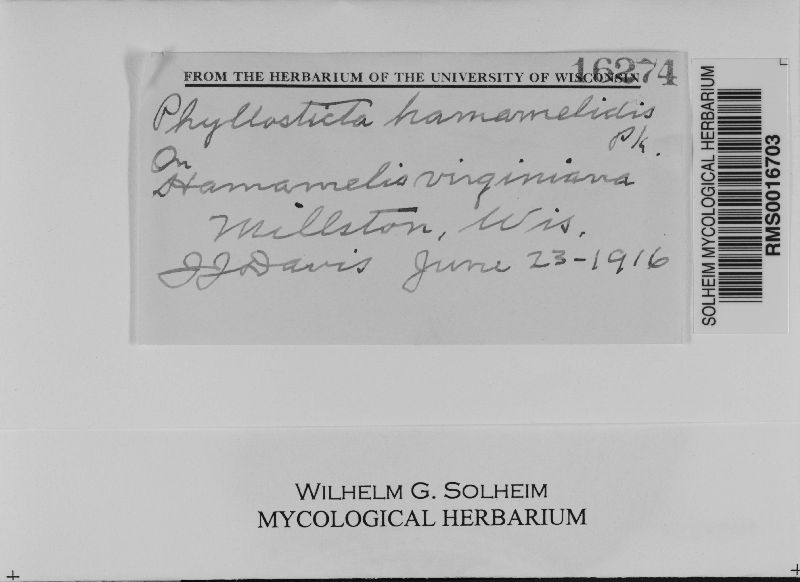 16274
FROM THE HERBARIUM OF THE UNIVERSITY OF WISCONSIN
Phyllosticta hamamelidis
Pk.
On
Hamamelis virginiana
Millston, Wis.
JJDavis June 23-1916
SOLHEIM MYCOLOGICAL HERBARIUM
RMS0016703
WILHELM G. SOLHEIM
MYCOLOGICAL HERBARIUM